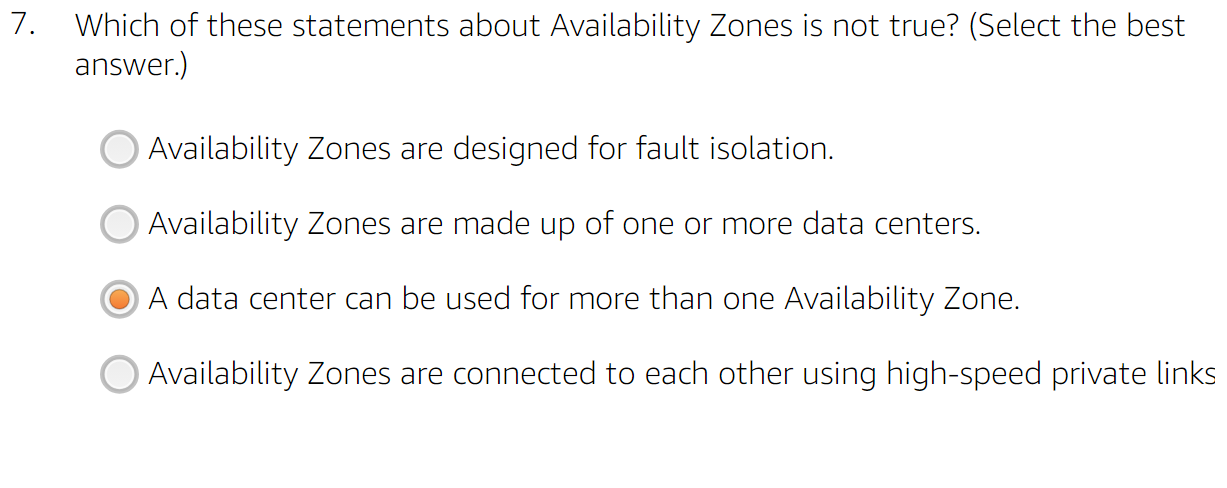 7. Which of these statements about Availability Zones is not true? (Select the best
answer.)
Availability Zones are designed for fault isolation.
Availability Zones are made up of one or more data centers.
A data center can be used for more than one Availability Zone.
Availability Zones are connected to each other using high-speed private links